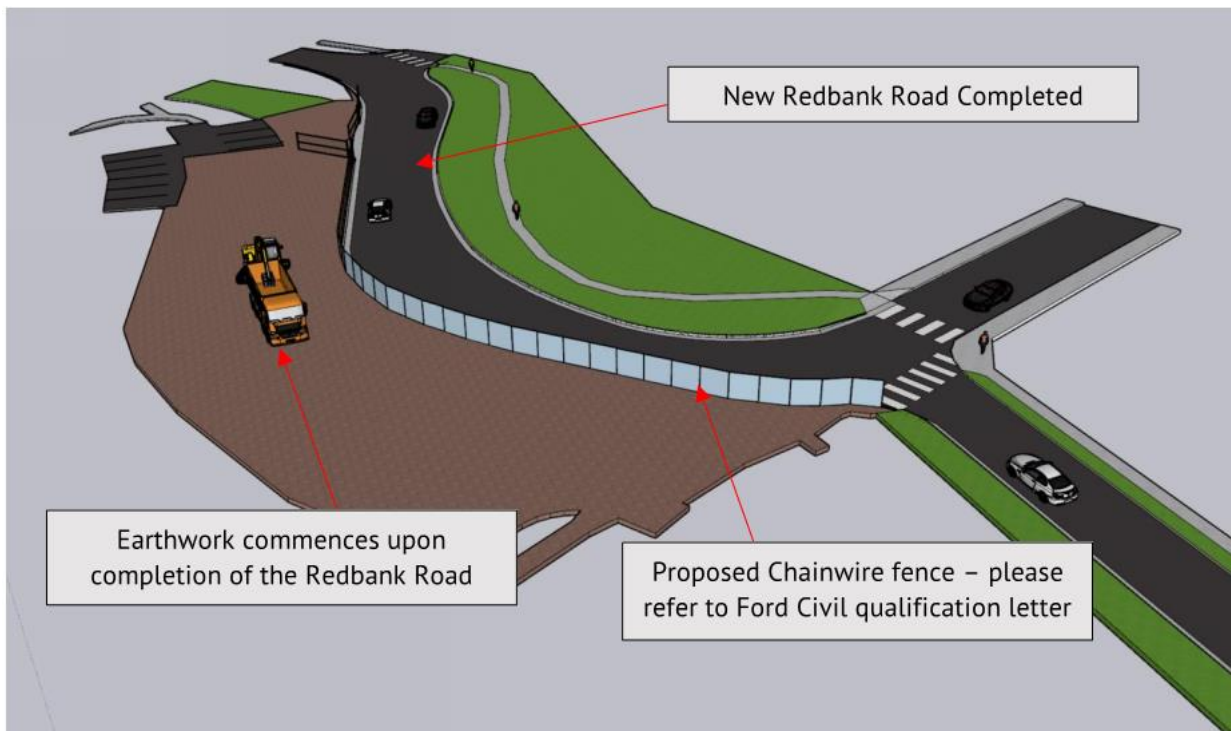 New Redbank Road Completed
Earthwork commences upon
completion of the Redbank Road
Proposed Chainwire fence – please
refer to Ford Civil qualification letter